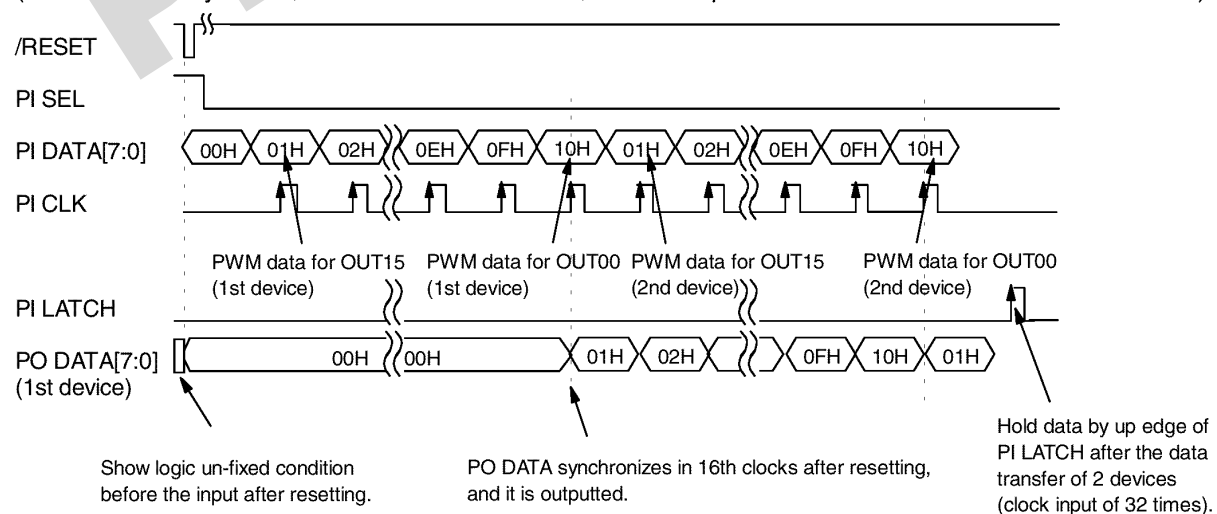 /RESET
PI SEL
PI DATA[7:0]
00H 01H 02H 0EH 0FH 10H 01H 02H 0EH 0FH 10H
PI CLK
PWM data for OUT15
(1st device)
PWM data for OUT00
(1st device)
PWM data for OUT15
(2nd device)
PWM data for OUT00
(2nd device)
PI LATCH
PO DATA[7:0]
(1st device)
00H 00H 01H 02H 0FH 10H 01H
Show logic un-fixed condition
before the input after resetting.
PO DATA synchronizes in 16th clocks after resetting,
and it is outputted.
Hold data by up edge of
PI LATCH after the data
transfer of 2 devices
(clock input of 32 times).